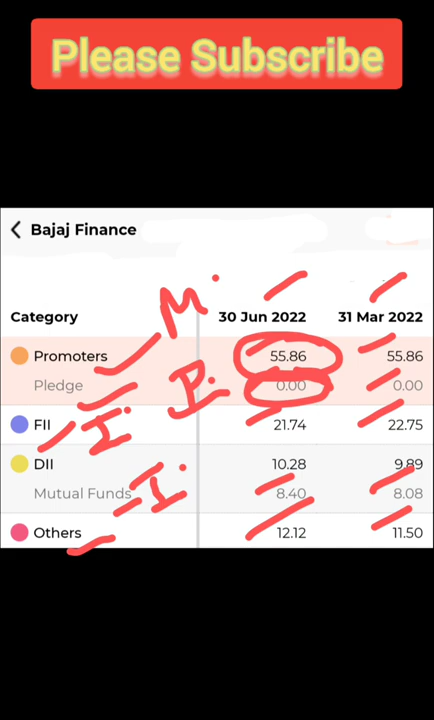 Please Subscribe
Bajaj Finance
M.
Category 30 Jun 2022 31 Mar 2022
Promoters 55.86 55.86
P.
Pledge 0.00 0.00
FII 21.74 22.75
I.
DII 10.28 9.89
Mutual Funds 8.40 8.08
I.
Others 12.12 11.50